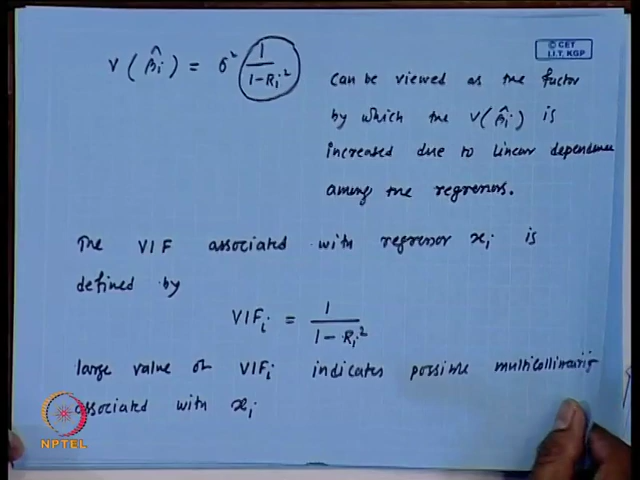 © CET
I.I.T. KGP
V(β̂i) = σ² 1/(1-Ri²)
can be viewed as the factor
by which the V(β̂i) is
increased due to linear dependence
among the regressors.
The VIF associated with regressor xi is
defined by
VIFi = 1/(1-Ri²)
large value of VIFi indicates possible multicollinearity
associated with xi
NPTEL